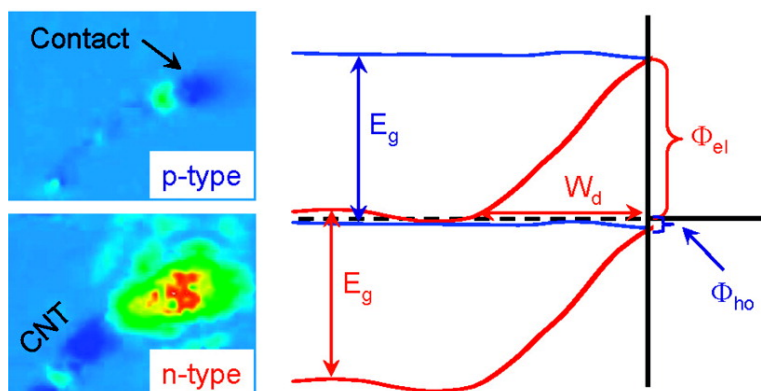 Contact
p-type
CNT
n-type
E_g
E_g
W_d
Φ_el
Φ_ho